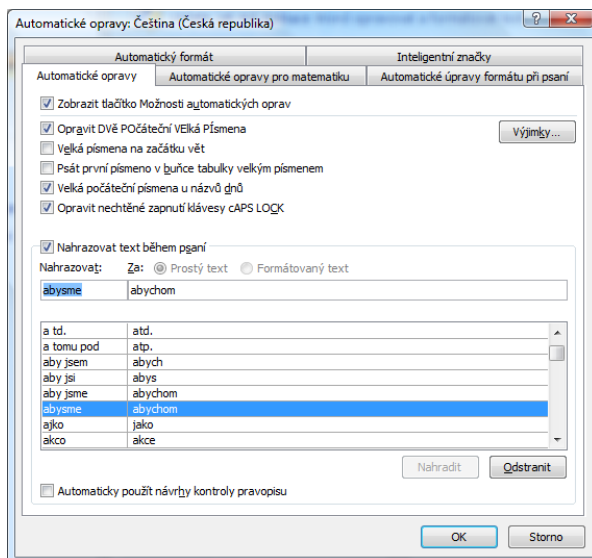 Automatické opravy: Čeština (Česká republika)
Automatický formát Inteligentní značky
Automatické opravy Automatické opravy pro matematiku Automatické úpravy formátu při psaní
Zobrazit tlačítko Možnosti automatických oprav
Opravit DVě POčáteční VElká PÍsmena Výjimky...
Velká písmena na začátku vět
Psát první písmeno v buňce tabulky velkým písmenem
Velká počáteční písmena u názvů dnů
Opravit nechtěné zapnutí klávesy cAPS LOCK
Nahrazovat text během psaní
Nahrazovat: Za: Prostý text Formátovaný text
abysme abychom
a td. atd.
a tomu pod atp.
aby jsem abych
aby jsi abys
aby jsme abychom
abysme abychom
ajko jako
akco akce
Nahradit Odstranit
Automaticky použít návrhy kontroly pravopisu
OK Storno